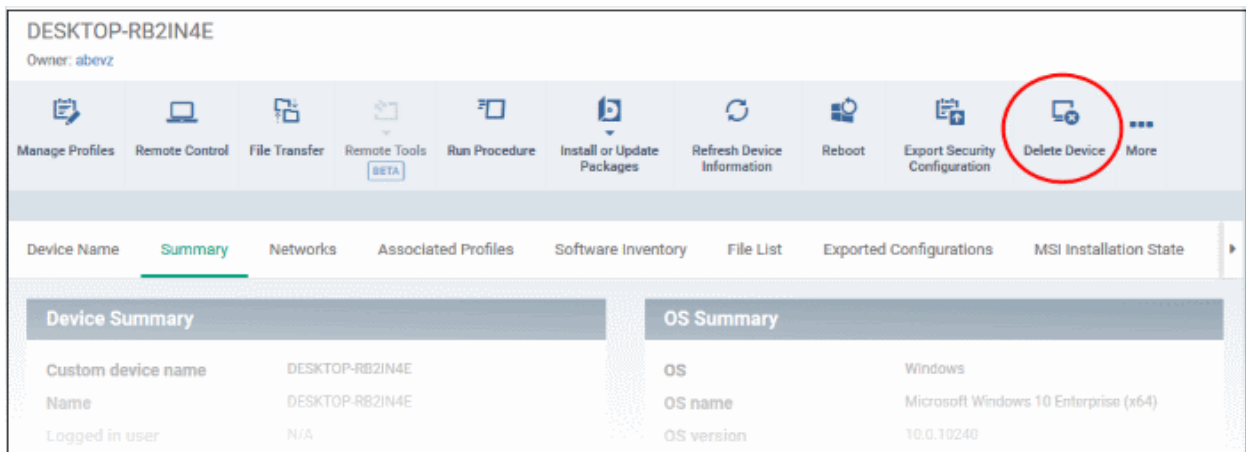 DESKTOP-RB2IN4E
Owner: abevz
Manage Profiles
Remote Control
File Transfer
Remote Tools
BETA
Run Procedure
Install or Update
Packages
Refresh Device
Information
Reboot
Export Security
Configuration
Delete Device
More
Device Name
Summary
Networks
Associated Profiles
Software Inventory
File List
Exported Configurations
MSI Installation State
Device Summary
Custom device name DESKTOP-RB2IN4E
Name DESKTOP-RB2IN4E
Logged in user N/A
OS Summary
OS Windows
OS name Microsoft Windows 10 Enterprise (x64)
OS version 10.0.10240